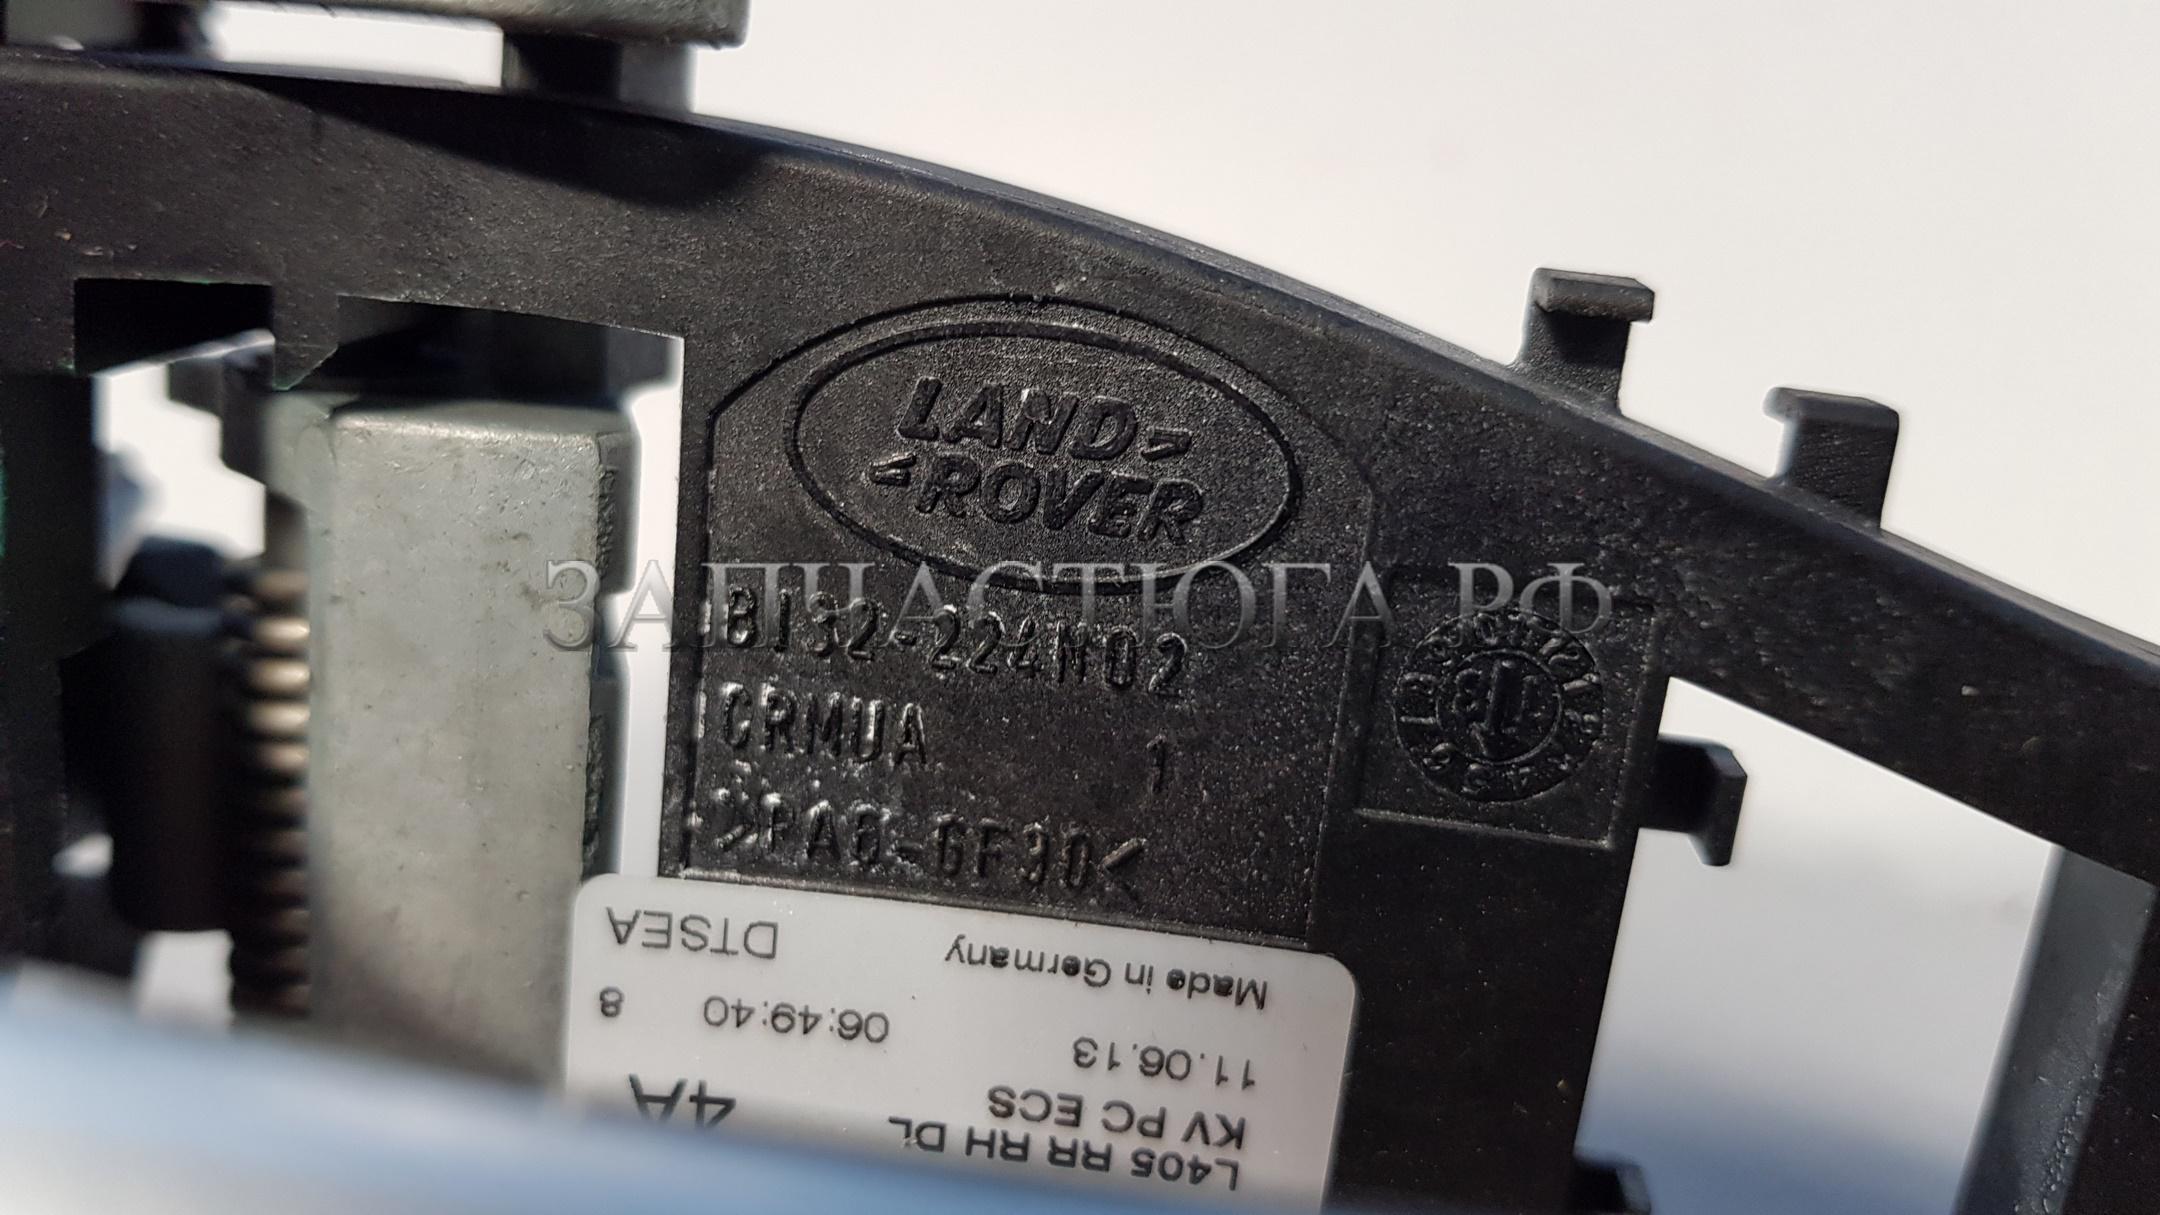 LAND
ROVER
ЗАПЧАСТЮГА.РФ
BJ32-224N02
CRMUA 1
>PA6-GF30<
L405 RR RH DL
KV PC ECS 4A
11.06.13 06:49:40 8
Made in Germany DTSEA